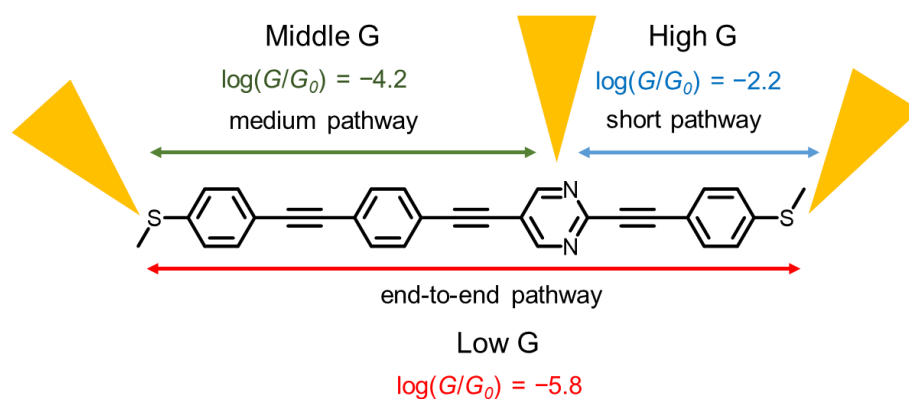 Middle G
log(G/G₀) = −4.2
medium pathway
High G
log(G/G₀) = −2.2
short pathway
S
N
N
S
end-to-end pathway
Low G
log(G/G₀) = −5.8